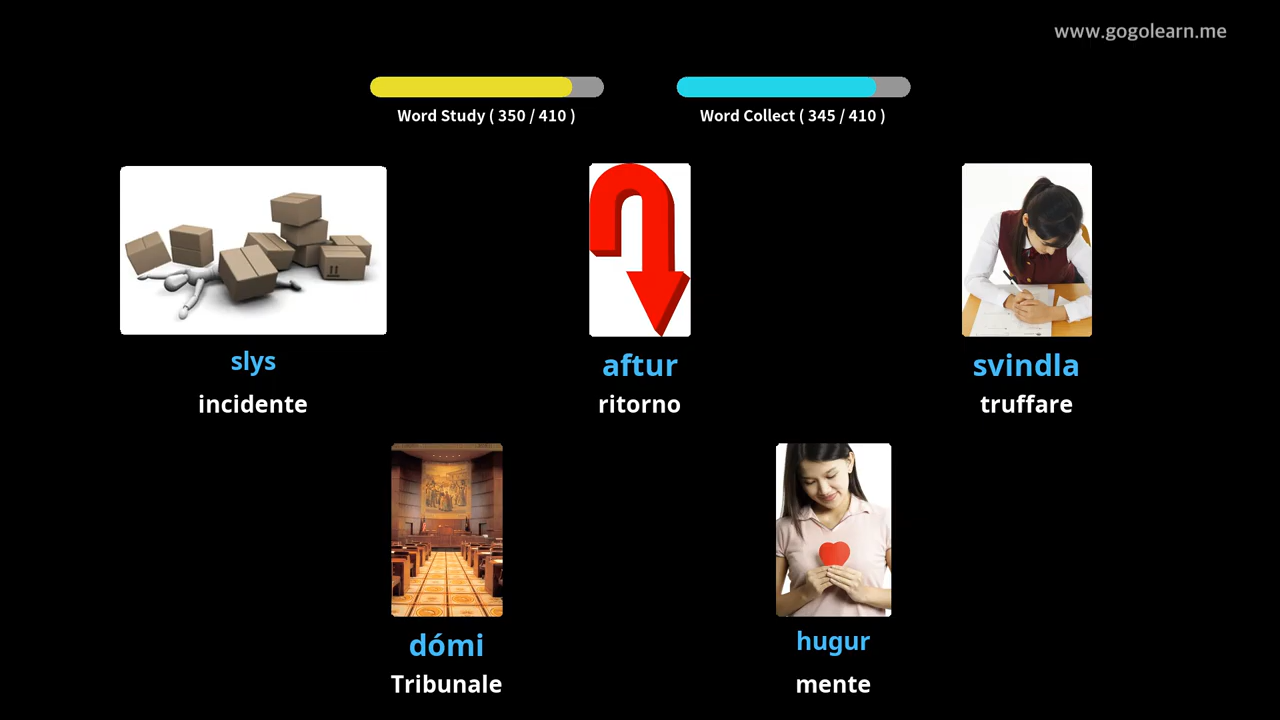 www.gogolearn.me
Word Study ( 350 / 410 )
Word Collect ( 345 / 410 )
slys
incidente
aftur
ritorno
svindla
truffare
dómi
Tribunale
hugur
mente